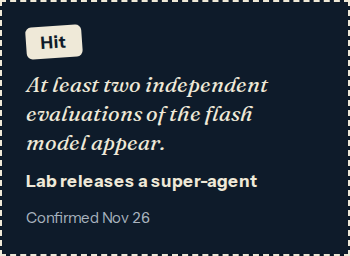 Hit
At least two independent
evaluations of the flash
model appear.
Lab releases a super-agent
Confirmed Nov 26